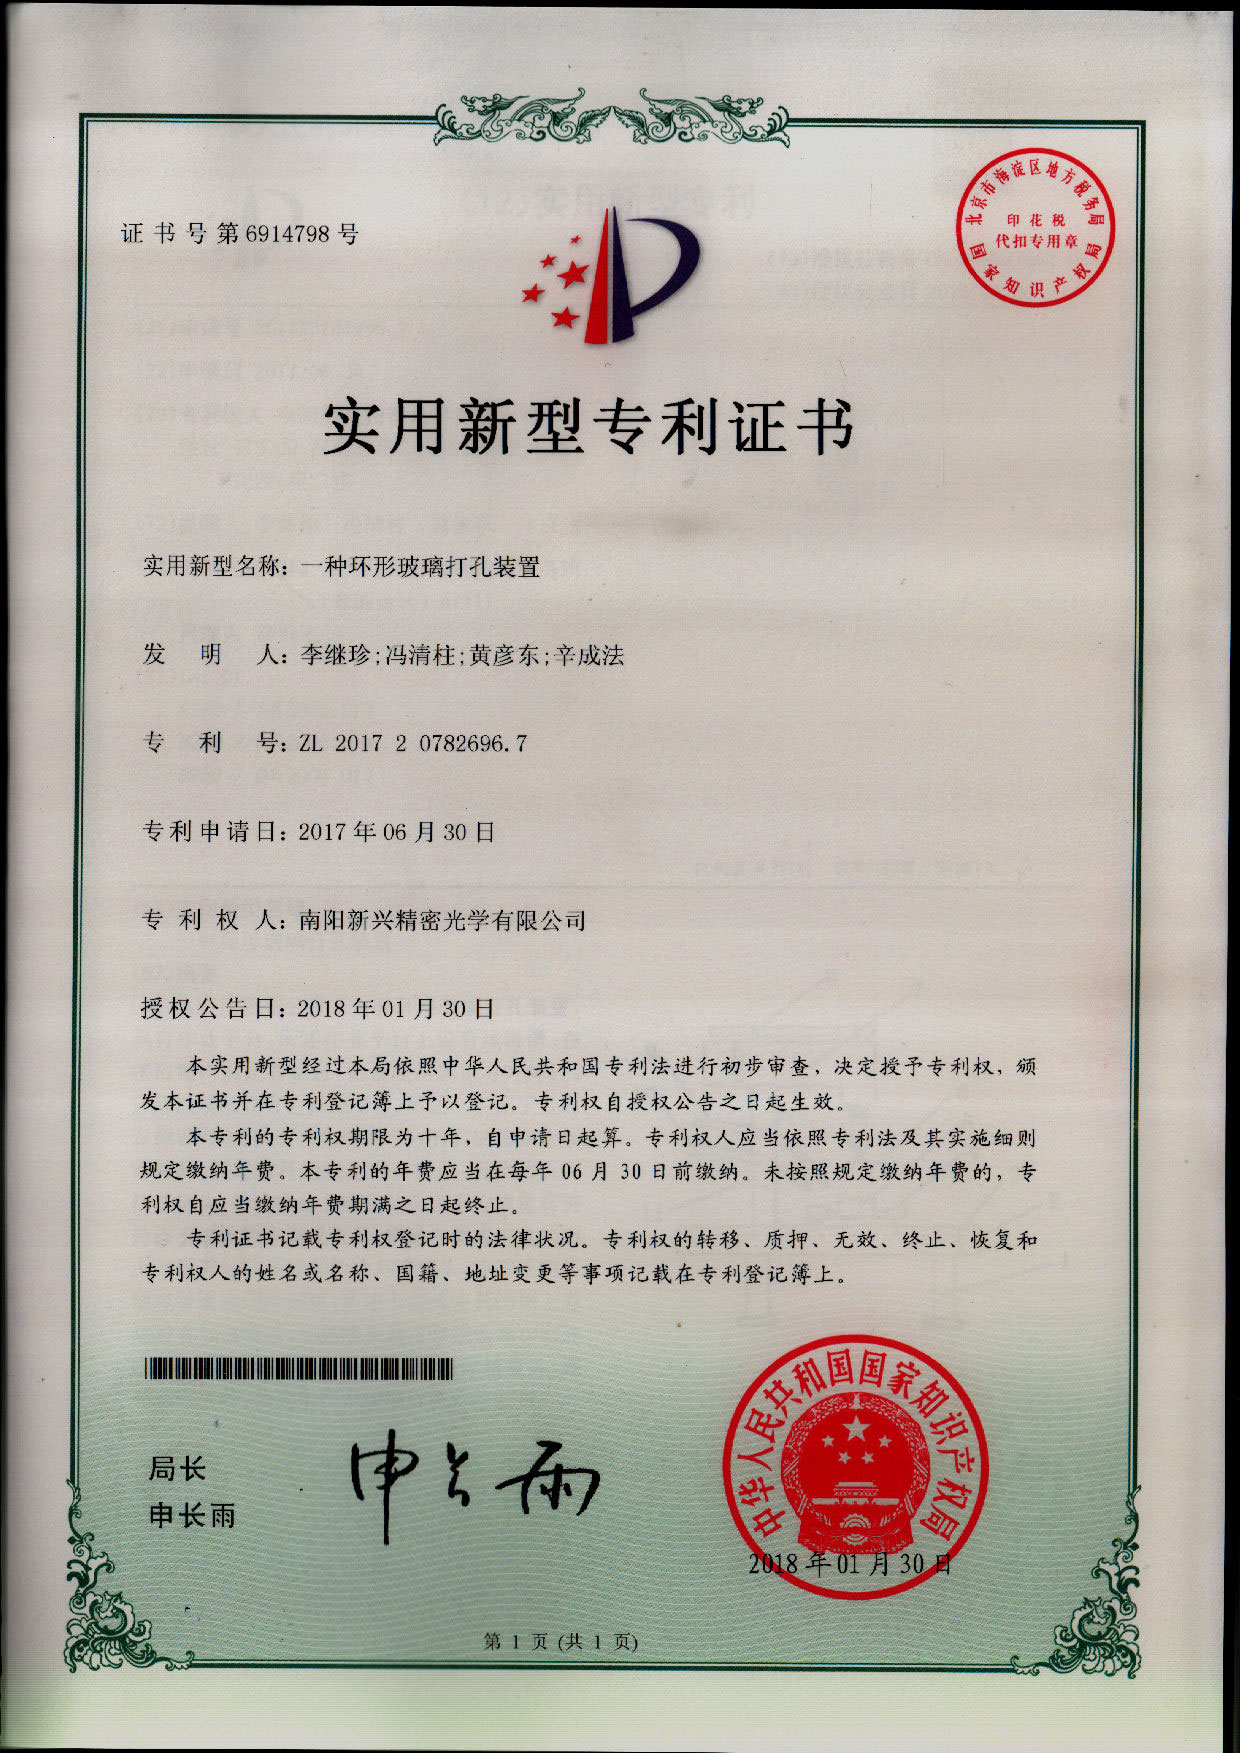 证书号第6914798号
北京市海淀区地方税务局
印花税
代扣专用章
国家知识产权局
实用新型专利证书
实用新型名称：一种环形玻璃打孔装置
发明人：李继珍;冯清柱;黄彦东;辛成法
专利号：ZL 2017 2 0782696.7
专利申请日：2017年06月30日
专利权人：南阳新兴精密光学有限公司
授权公告日：2018年01月30日
本实用新型经过本局依照中华人民共和国专利法进行初步审查，决定授予专利权，颁
发本证书并在专利登记簿上予以登记。专利权自授权公告之日起生效。
本专利的专利权期限为十年，自申请日起算。专利权人应当依照专利法及其实施细则
规定缴纳年费。本专利的年费应当在每年06月30日前缴纳。未按照规定缴纳年费的，专
利权自应当缴纳年费期满之日起终止。
专利证书记载专利权登记时的法律状况。专利权的转移、质押、无效、终止、恢复和
专利权人的姓名或名称、国籍、地址变更等事项记载在专利登记簿上。
局长
申长雨
申长雨
中华人民共和国国家知识产权局
2018年01月30日
第 1 页 (共 1 页)